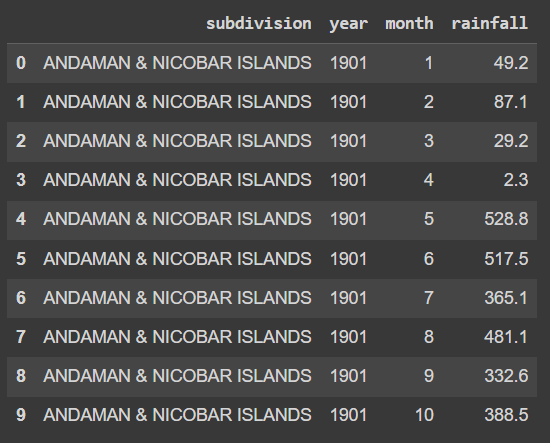 subdivision year month rainfall
0 ANDAMAN & NICOBAR ISLANDS 1901 1 49.2
1 ANDAMAN & NICOBAR ISLANDS 1901 2 87.1
2 ANDAMAN & NICOBAR ISLANDS 1901 3 29.2
3 ANDAMAN & NICOBAR ISLANDS 1901 4 2.3
4 ANDAMAN & NICOBAR ISLANDS 1901 5 528.8
5 ANDAMAN & NICOBAR ISLANDS 1901 6 517.5
6 ANDAMAN & NICOBAR ISLANDS 1901 7 365.1
7 ANDAMAN & NICOBAR ISLANDS 1901 8 481.1
8 ANDAMAN & NICOBAR ISLANDS 1901 9 332.6
9 ANDAMAN & NICOBAR ISLANDS 1901 10 388.5